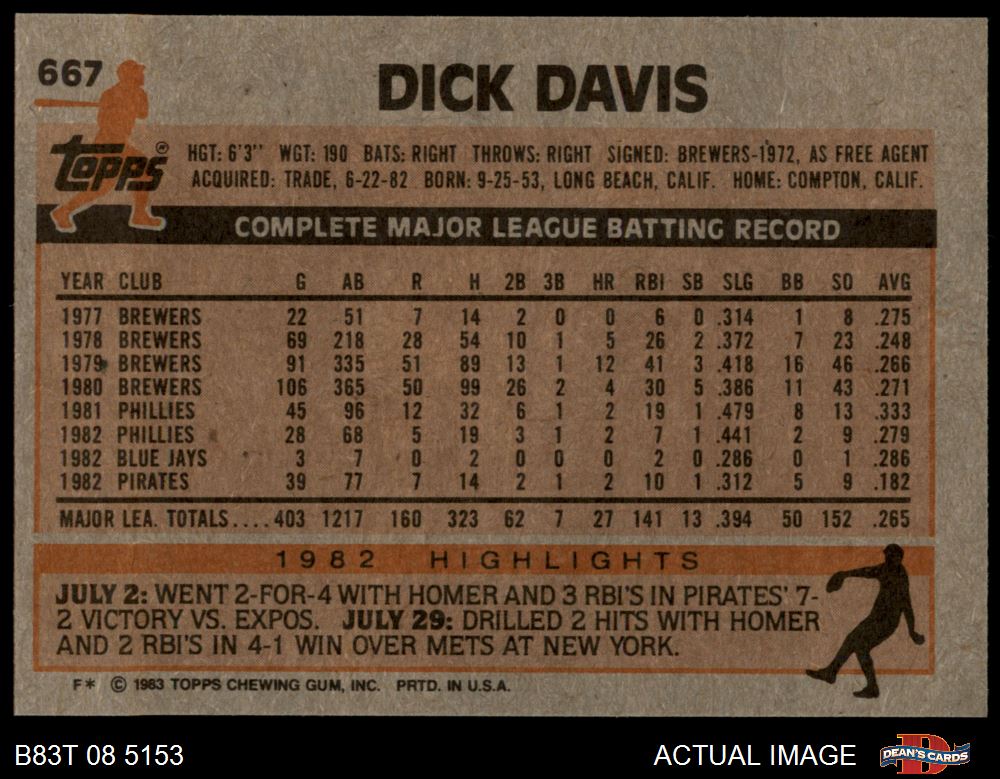 667
DICK DAVIS
Topps®
HGT: 6'3" WGT: 190 BATS: RIGHT THROWS: RIGHT SIGNED: BREWERS-1972, AS FREE AGENT
ACQUIRED: TRADE, 6-22-82 BORN: 9-25-53, LONG BEACH, CALIF. HOME: COMPTON, CALIF.
COMPLETE MAJOR LEAGUE BATTING RECORD
YEAR CLUB G AB R H 2B 3B HR RBI SB SLG BB SO AVG
1977 BREWERS 22 51 7 14 2 0 0 6 0 .314 1 8 .275
1978 BREWERS 69 218 28 54 10 1 5 26 2 .372 7 23 .248
1979 BREWERS 91 335 51 89 13 1 12 41 3 .418 16 46 .266
1980 BREWERS 106 365 50 99 26 2 4 30 5 .386 11 43 .271
1981 PHILLIES 45 96 12 32 6 1 2 19 1 .479 8 13 .333
1982 PHILLIES 28 68 5 19 3 1 2 7 1 .441 2 9 .279
1982 BLUE JAYS 3 7 0 2 0 0 0 2 0 .286 0 1 .286
1982 PIRATES 39 77 7 14 2 1 2 10 1 .312 5 9 .182
MAJOR LEA. TOTALS....403 1217 160 323 62 7 27 141 13 .394 50 152 .265
1982 HIGHLIGHTS
JULY 2: WENT 2-FOR-4 WITH HOMER AND 3 RBI'S IN PIRATES' 7-
2 VICTORY VS. EXPOS. JULY 29: DRILLED 2 HITS WITH HOMER
AND 2 RBI'S IN 4-1 WIN OVER METS AT NEW YORK.
F* © 1983 TOPPS CHEWING GUM, INC. PRTD. IN U.S.A.
B83T 08 5153
ACTUAL IMAGE
DEAN'S CARDS